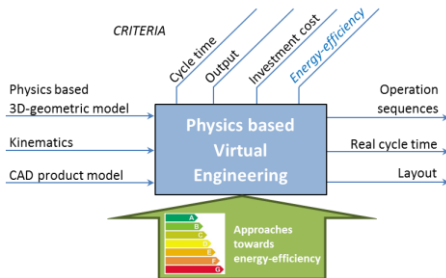 CRITERIA
Cycle time
Output
Investment cost
Energy-efficiency
Physics based
3D-geometric model
Kinematics
CAD product model
Physics based
Virtual
Engineering
Operation
sequences
Real cycle time
Layout
A
B
C
D
E
F
G
Approaches
towards
energy-efficiency